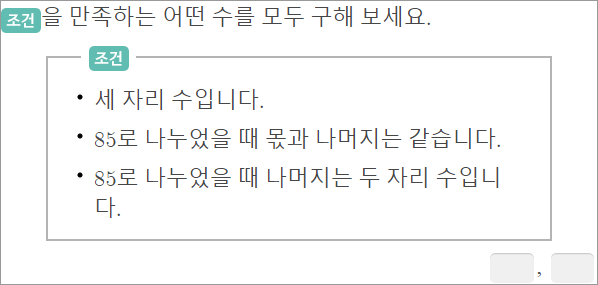 조건을 만족하는 어떤 수를 모두 구해 보세요.
조건
• 세 자리 수입니다.
• 85로 나누었을 때 몫과 나머지는 같습니다.
• 85로 나누었을 때 나머지는 두 자리 수입니
다.
,